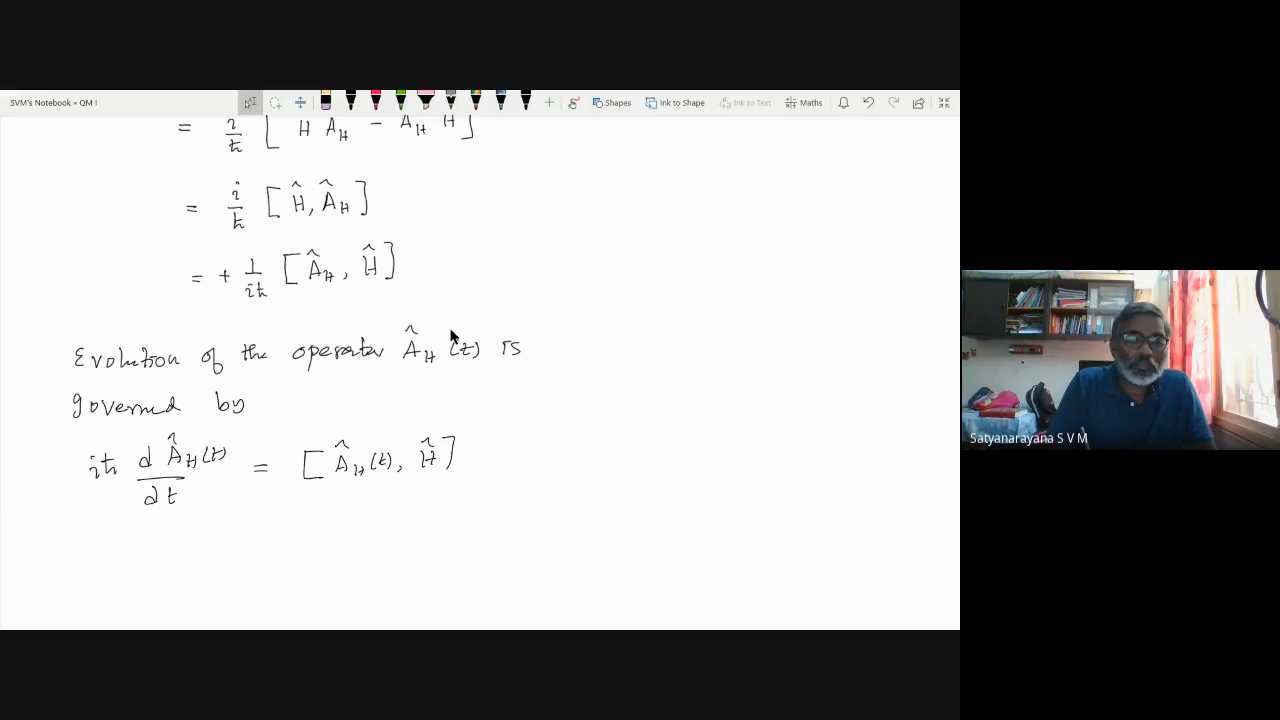 SVM's Notebook » QM I
Shapes
Ink to Shape
Ink to Text
Maths
= i/ħ [ H A_H − A_H H ]
= i/ħ [ Ĥ, Â_H ]
= + 1/iħ [ Â_H, Ĥ ]
Evolution of the operator Â_H (t) is
governed by
iħ d Â_H(t)/dt = [ Â_H(t), Ĥ ]
Satyanarayana S V M